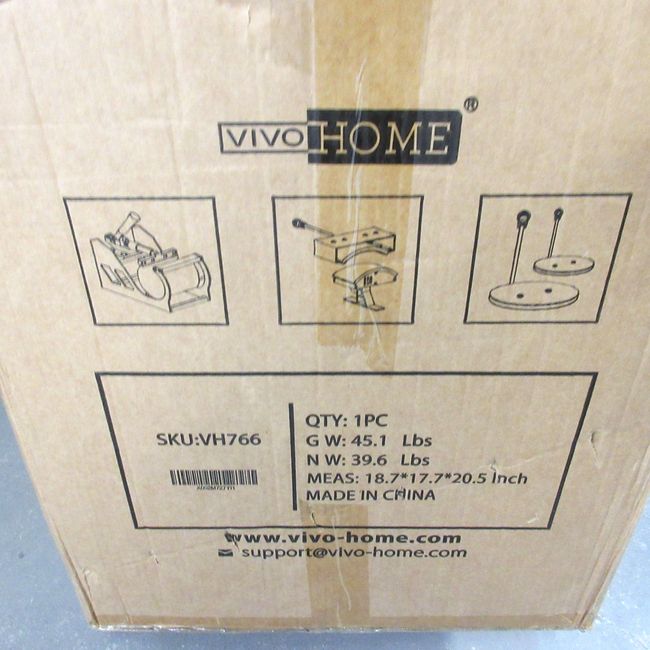 VIVOHOME®
SKU:VH766
QTY: 1PC
G W: 45.1 Lbs
N W: 39.6 Lbs
MEAS: 18.7*17.7*20.5 Inch
MADE IN CHINA
www.vivo-home.com
support@vivo-home.com